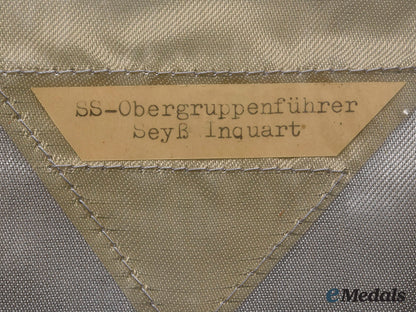 SS-Obergruppenführer
Seyß Inquart
eMedals